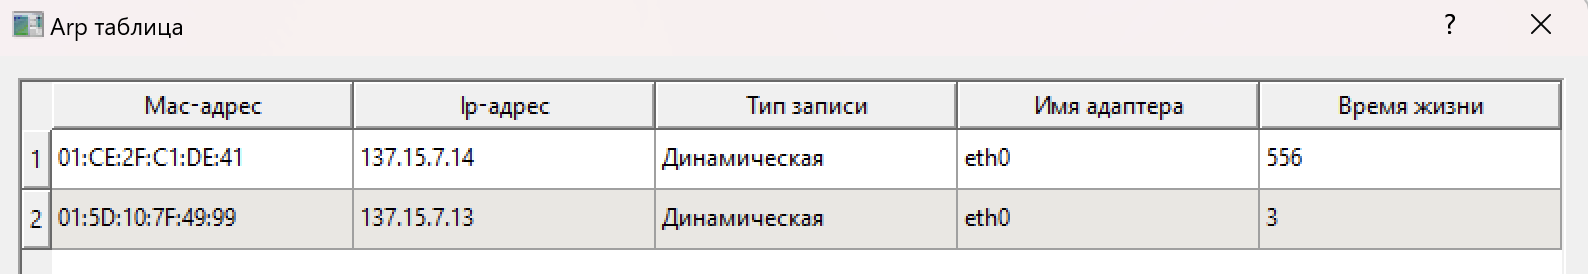 Arp таблица ?
Mac-адрес Ip-адрес Тип записи Имя адаптера Время жизни
1 01:CE:2F:C1:DE:41 137.15.7.14 Динамическая eth0 556
2 01:5D:10:7F:49:99 137.15.7.13 Динамическая eth0 3